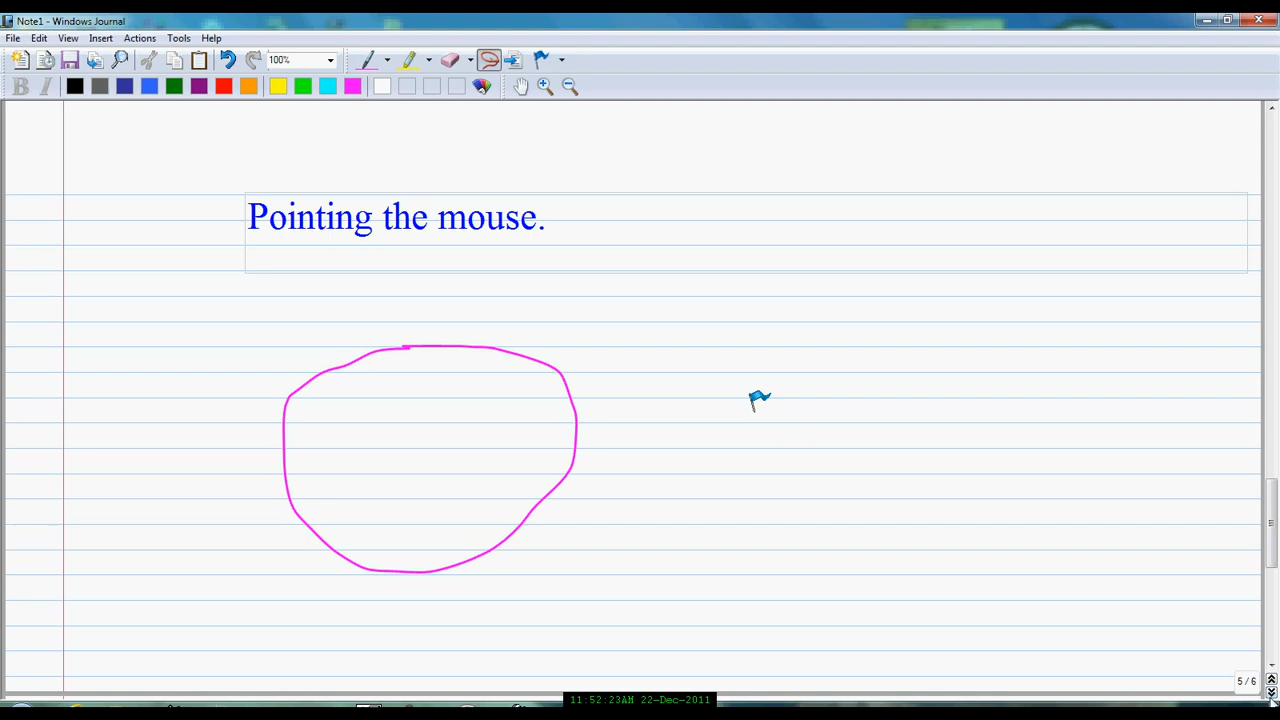 Note1 - Windows Journal
File Edit View Insert Actions Tools Help
100%
B I
Pointing the mouse.
5 / 6
11:52:23AM 22-Dec-2011